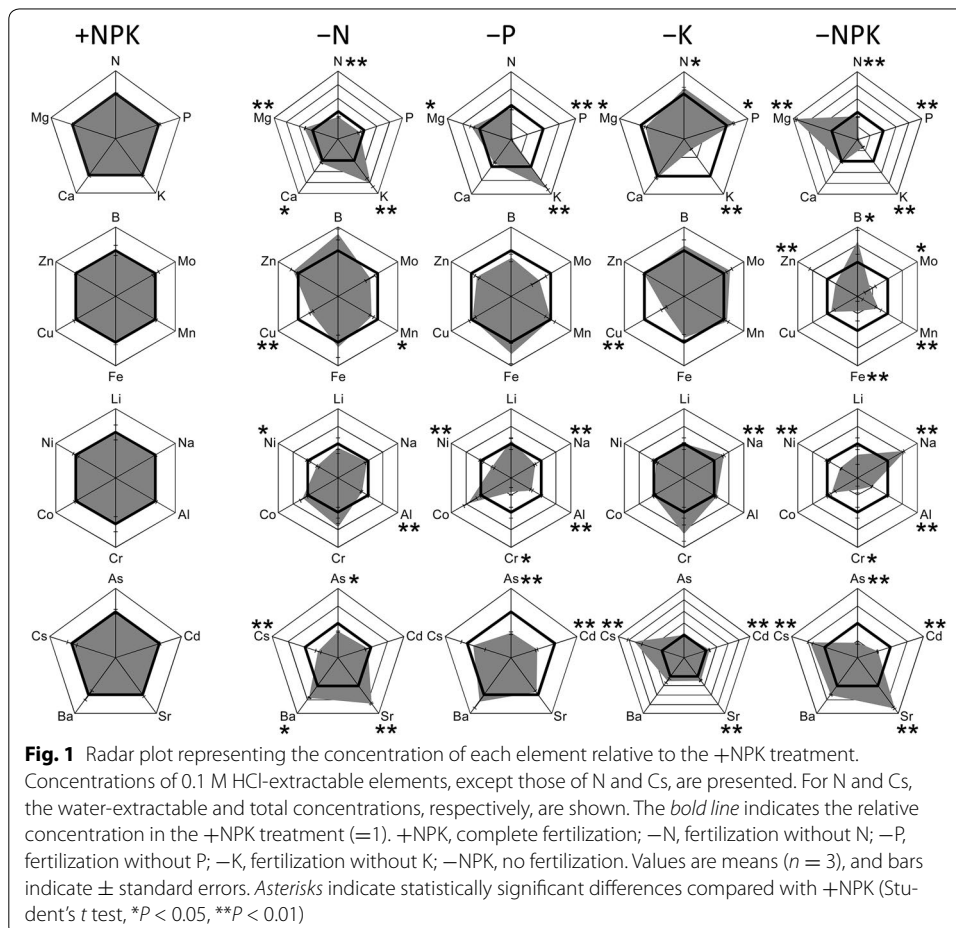 +NPK −N −P −K −NPK
N N** N N* N**
Mg P **Mg P *Mg P** *Mg P* **Mg P**
Ca K Ca K Ca K Ca K Ca K
* ** ** ** **
B B B B B*
Zn Mo Zn Mo Zn Mo Zn Mo **Zn Mo*
Cu Mn Cu Mn Cu Mn Cu Mn Cu Mn
** * ** **
Fe Fe Fe Fe Fe**
Li Li Li Li Li
Ni Na *Ni Na **Ni Na** Ni Na** **Ni Na**
Co Al Co Al Co Al Co Al Co Al
** **
Cr Cr Cr* Cr Cr*
As As* As** As As**
Cs Cd **Cs Cd Cs Cd** **Cs Cd** **Cs Cd**
Ba Sr Ba Sr Ba Sr Ba Sr Ba Sr
* ** ** **
Fig. 1 Radar plot representing the concentration of each element relative to the +NPK treatment.
Concentrations of 0.1 M HCl-extractable elements, except those of N and Cs, are presented. For N and Cs,
the water-extractable and total concentrations, respectively, are shown. The bold line indicates the relative
concentration in the +NPK treatment (=1). +NPK, complete fertilization; −N, fertilization without N; −P,
fertilization without P; −K, fertilization without K; −NPK, no fertilization. Values are means (n = 3), and bars
indicate ± standard errors. Asterisks indicate statistically significant differences compared with +NPK (Stu-
dent's t test, *P < 0.05, **P < 0.01)